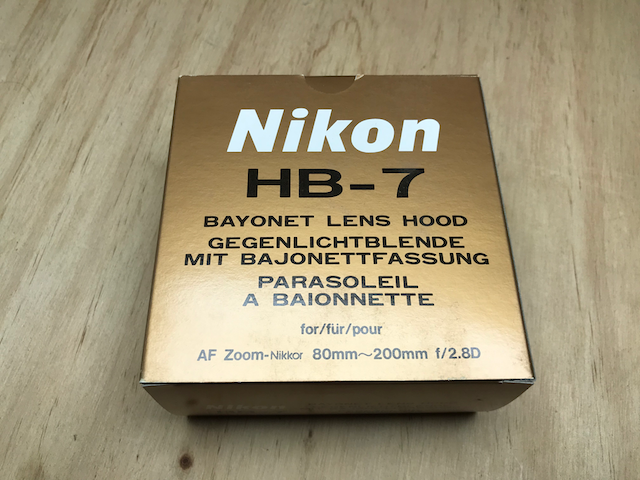 Nikon
HB-7
BAYONET LENS HOOD
GEGENLICHTBLENDE
MIT BAJONETTFASSUNG
PARASOLEIL
A BAIONNETTE
for/für/pour
AF Zoom-Nikkor 80mm~200mm f/2.8D
Nikon